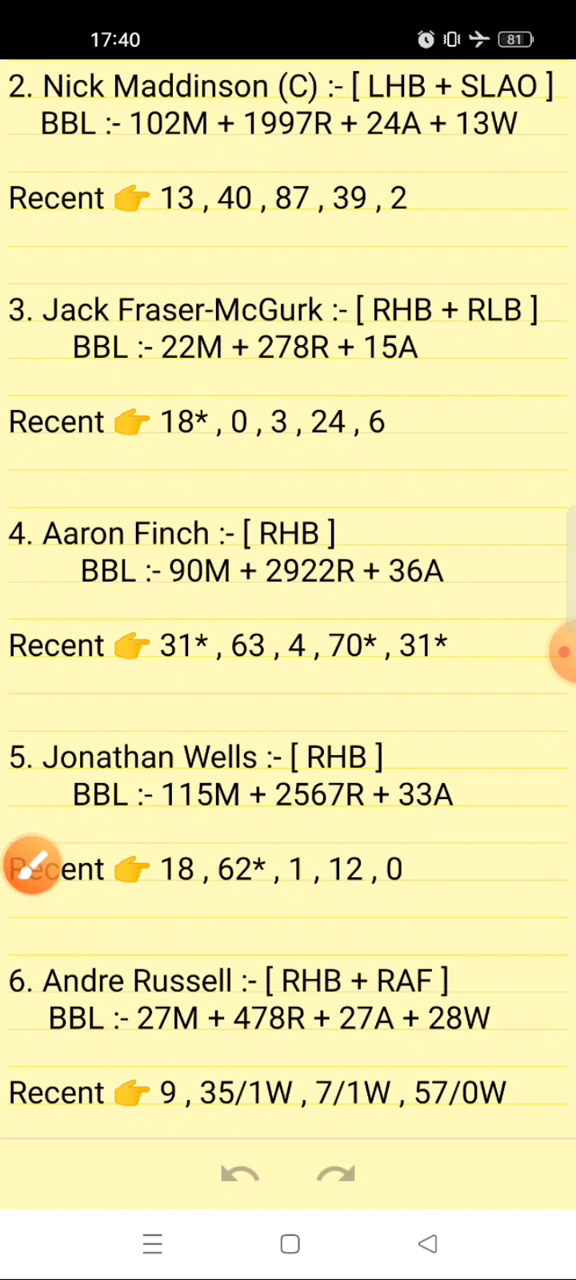 17:40
81
2. Nick Maddinson (C) :- [ LHB + SLAO ]
BBL :- 102M + 1997R + 24A + 13W
Recent 👉 13 , 40 , 87 , 39 , 2
3. Jack Fraser-McGurk :- [ RHB + RLB ]
BBL :- 22M + 278R + 15A
Recent 👉 18* , 0 , 3 , 24 , 6
4. Aaron Finch :- [ RHB ]
BBL :- 90M + 2922R + 36A
Recent 👉 31* , 63 , 4 , 70* , 31*
5. Jonathan Wells :- [ RHB ]
BBL :- 115M + 2567R + 33A
Recent 👉 18 , 62* , 1 , 12 , 0
6. Andre Russell :- [ RHB + RAF ]
BBL :- 27M + 478R + 27A + 28W
Recent 👉 9 , 35/1W , 7/1W , 57/0W